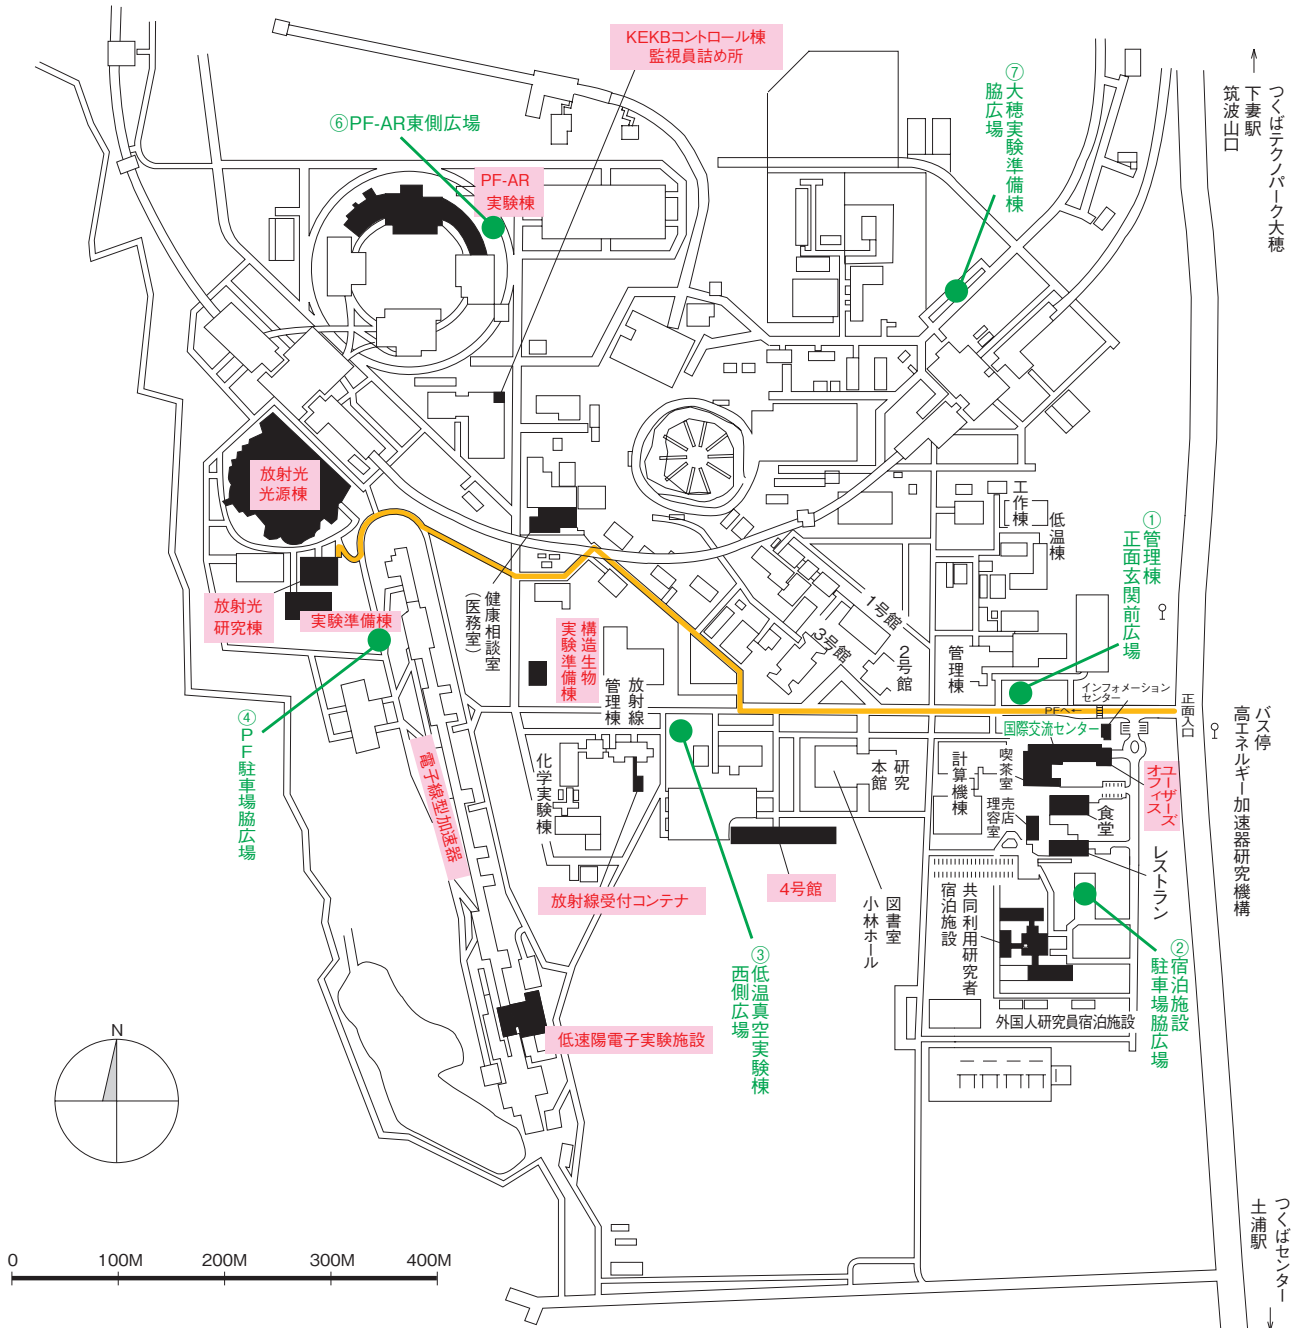 KEKBコントロール棟
監視員詰め所
⑥PF-AR東側広場
PF-AR
実験棟
⑦大穂実験準備棟
脇広場
つくばテクノパーク大穂
下妻駅
筑波山口
放射光
光源棟
工作棟
低温棟
①管理棟
正面玄関前広場
放射光
研究棟
実験準備棟
健康相談室
(医務室)
構造生物
実験準備棟
放射線
管理棟
1号館
3号館
2号館
管理棟
インフォメーション
センター
PFへ←
正面入口
バス停
高エネルギー加速器研究機構
国際交流センター
④PF駐車場脇広場
電子線型加速器
化学実験棟
研究
本館
計算機棟
喫茶室
売店
理容室
食堂
ユーザーズ
オフィス
レストラン
放射線受付コンテナ
4号館
図書室
小林ホール
共同利用研究者
宿泊施設
③低温真空実験棟
西側広場
②宿泊施設
駐車場脇広場
外国人研究員宿泊施設
低速陽電子実験施設
N
つくばセンター
土浦駅
0 100M 200M 300M 400M